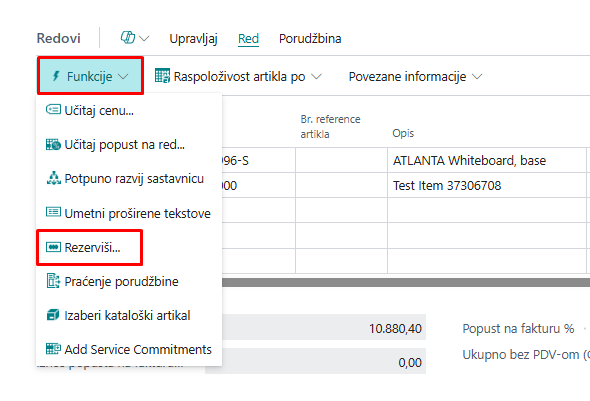 Redovi
Upravljaj
Red
Porudžbina
Funkcije
Raspoloživost artikla po
Povezane informacije
Učitaj cenu...
Učitaj popust na red...
Potpuno razvij sastavnicu
Umetni proširene tekstove
Rezerviši...
Praćenje porudžbine
Izaberi kataloški artikal
Add Service Commitments
Br. reference
artikla
Opis
96-S
ATLANTA Whiteboard, base
00
Test Item 37306708
10.880,40
Popust na fakturu %
0,00
Ukupno bez PDV-om (